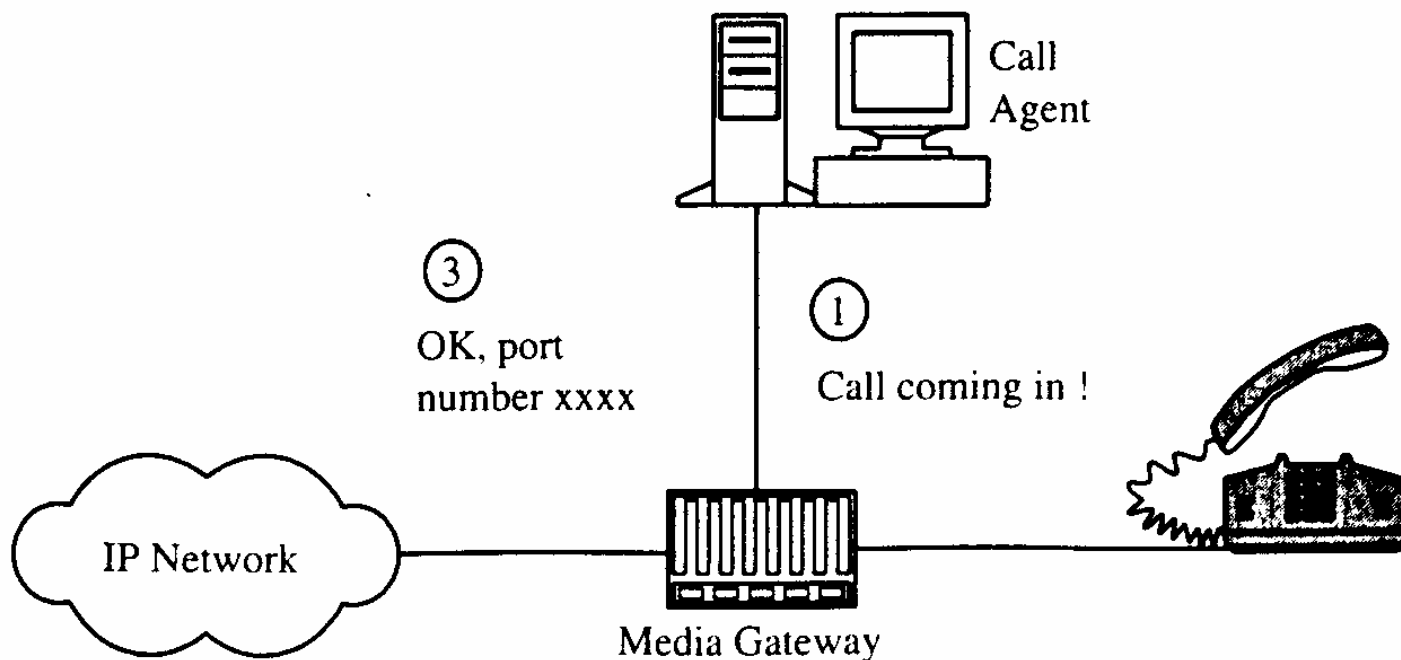 Call
Agent
3
OK, port
number xxxx
1
Call coming in !
IP Network
Media Gateway